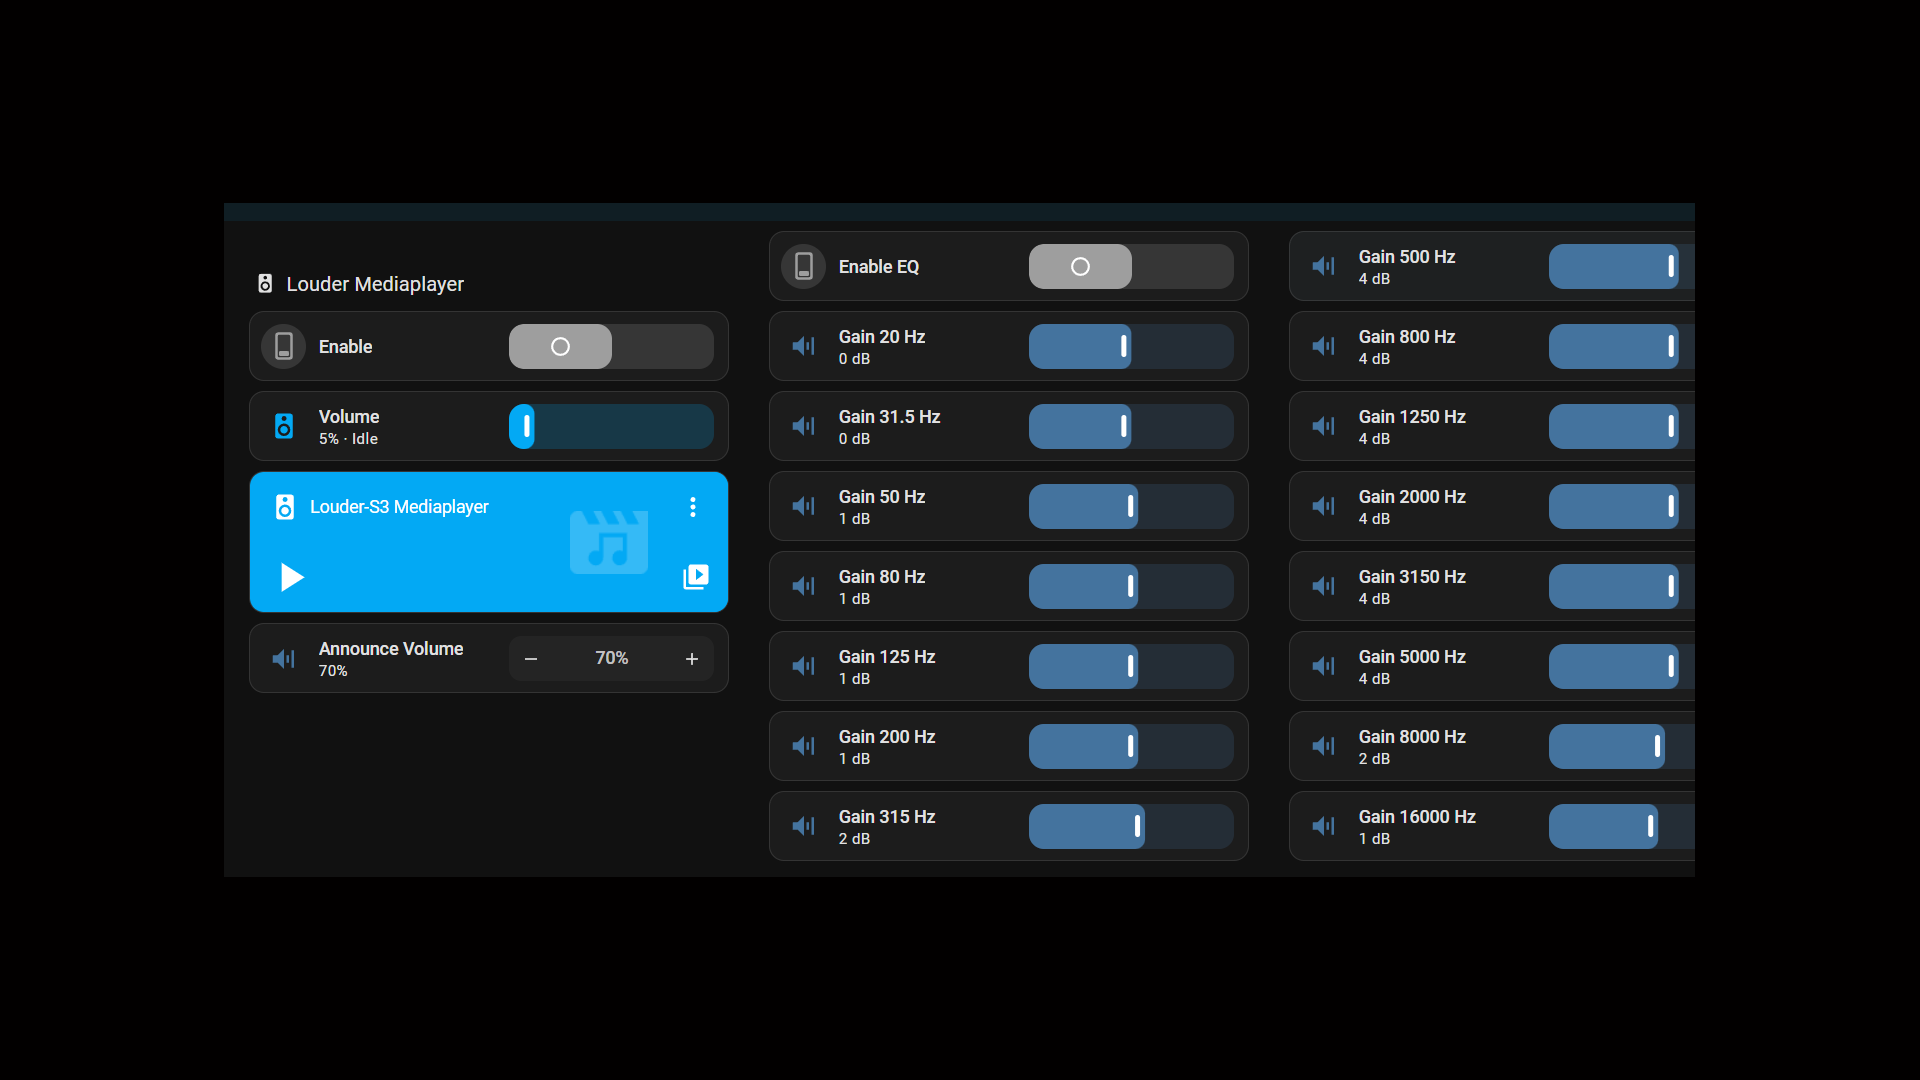 Louder Mediaplayer
Enable
Volume
5% · Idle
Louder-S3 Mediaplayer
Announce Volume
70%
70%
Enable EQ
Gain 20 Hz
0 dB
Gain 31.5 Hz
0 dB
Gain 50 Hz
1 dB
Gain 80 Hz
1 dB
Gain 125 Hz
1 dB
Gain 200 Hz
1 dB
Gain 315 Hz
2 dB
Gain 500 Hz
4 dB
Gain 800 Hz
4 dB
Gain 1250 Hz
4 dB
Gain 2000 Hz
4 dB
Gain 3150 Hz
4 dB
Gain 5000 Hz
4 dB
Gain 8000 Hz
2 dB
Gain 16000 Hz
1 dB